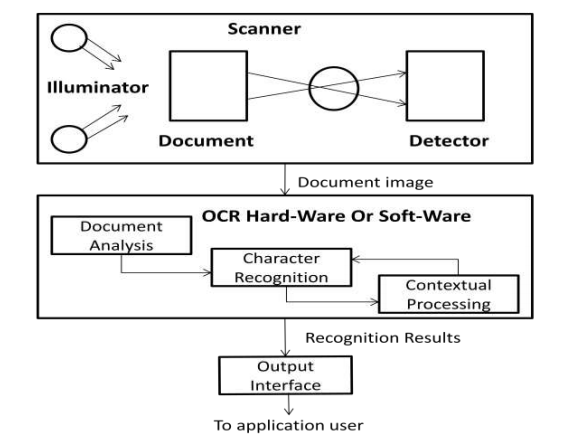 Scanner
Illuminator
Document
Detector
Document image
OCR Hard-Ware Or Soft-Ware
Document
Analysis
Character
Recognition
Contextual
Processing
Recognition Results
Output
Interface
To application user